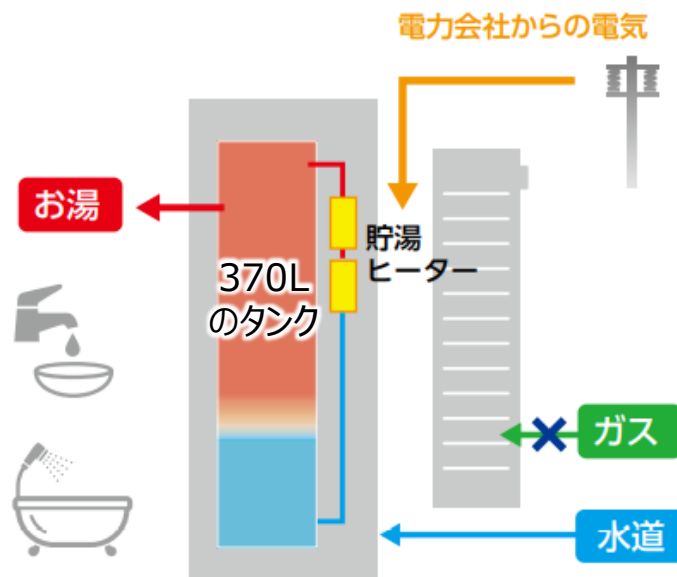 電力会社からの電気
お湯
貯湯
ヒーター
370L
のタンク
ガス
水道